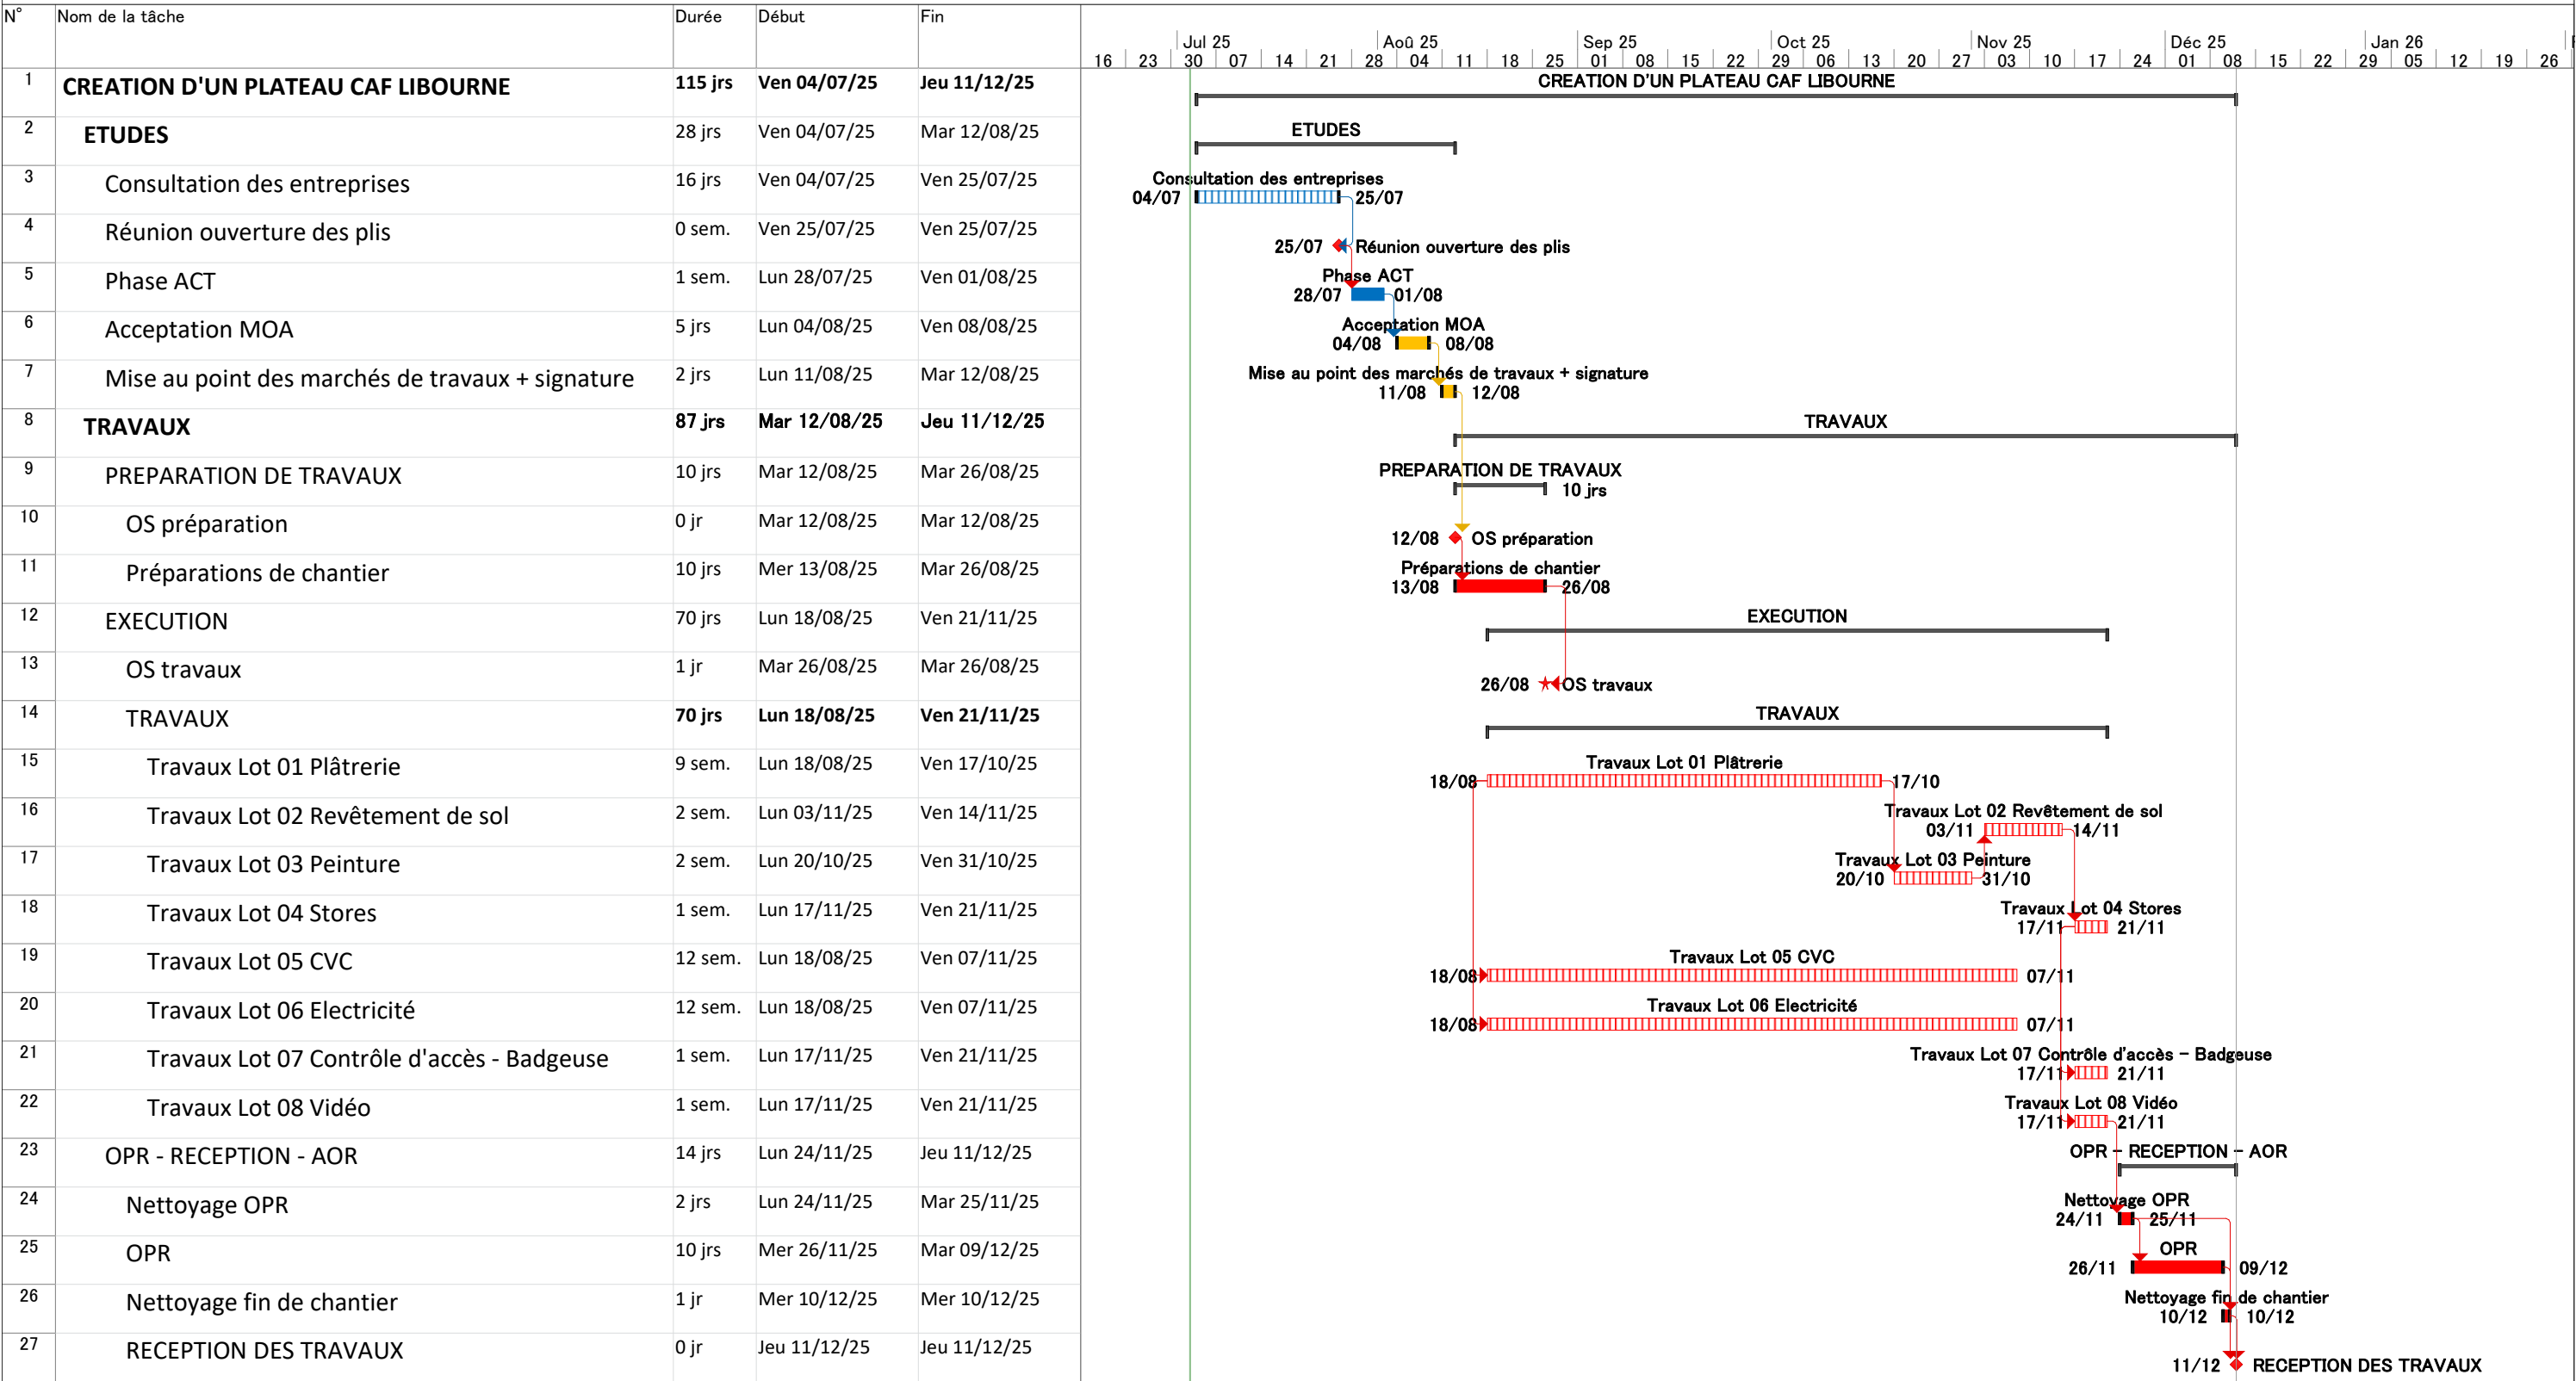 N° Nom de la tâche Durée Début Fin
Jul 25 Aoû 25 Sep 25 Oct 25 Nov 25 Déc 25 Jan 26
16 23 30 07 14 21 28 04 11 18 25 01 08 15 22 29 06 13 20 27 03 10 17 24 01 08 15 22 29 05 12 19 26
1 CREATION D'UN PLATEAU CAF LIBOURNE 115 jrs Ven 04/07/25 Jeu 11/12/25 CREATION D'UN PLATEAU CAF LIBOURNE
2 ETUDES 28 jrs Ven 04/07/25 Mar 12/08/25 ETUDES
3 Consultation des entreprises 16 jrs Ven 04/07/25 Ven 25/07/25 Consultation des entreprises
04/07 25/07
4 Réunion ouverture des plis 0 sem. Ven 25/07/25 Ven 25/07/25
25/07 Réunion ouverture des plis
5 Phase ACT 1 sem. Lun 28/07/25 Ven 01/08/25 Phase ACT
28/07 01/08
6 Acceptation MOA 5 jrs Lun 04/08/25 Ven 08/08/25 Acceptation MOA
04/08 08/08
7 Mise au point des marchés de travaux + signature 2 jrs Lun 11/08/25 Mar 12/08/25 Mise au point des marchés de travaux + signature
11/08 12/08
8 TRAVAUX 87 jrs Mar 12/08/25 Jeu 11/12/25 TRAVAUX
9 PREPARATION DE TRAVAUX 10 jrs Mar 12/08/25 Mar 26/08/25 PREPARATION DE TRAVAUX
10 jrs
10 OS préparation 0 jr Mar 12/08/25 Mar 12/08/25
12/08 OS préparation
11 Préparations de chantier 10 jrs Mer 13/08/25 Mar 26/08/25 Préparations de chantier
13/08 26/08
12 EXECUTION 70 jrs Lun 18/08/25 Ven 21/11/25 EXECUTION
13 OS travaux 1 jr Mar 26/08/25 Mar 26/08/25
26/08 OS travaux
14 TRAVAUX 70 jrs Lun 18/08/25 Ven 21/11/25 TRAVAUX
15 Travaux Lot 01 Plâtrerie 9 sem. Lun 18/08/25 Ven 17/10/25 Travaux Lot 01 Plâtrerie
18/08 17/10
16 Travaux Lot 02 Revêtement de sol 2 sem. Lun 03/11/25 Ven 14/11/25 Travaux Lot 02 Revêtement de sol
03/11 14/11
17 Travaux Lot 03 Peinture 2 sem. Lun 20/10/25 Ven 31/10/25 Travaux Lot 03 Peinture
20/10 31/10
18 Travaux Lot 04 Stores 1 sem. Lun 17/11/25 Ven 21/11/25 Travaux Lot 04 Stores
17/11 21/11
19 Travaux Lot 05 CVC 12 sem. Lun 18/08/25 Ven 07/11/25 Travaux Lot 05 CVC
18/08 07/11
20 Travaux Lot 06 Electricité 12 sem. Lun 18/08/25 Ven 07/11/25 Travaux Lot 06 Electricité
18/08 07/11
21 Travaux Lot 07 Contrôle d'accès - Badgeuse 1 sem. Lun 17/11/25 Ven 21/11/25 Travaux Lot 07 Contrôle d'accès - Badgeuse
17/11 21/11
22 Travaux Lot 08 Vidéo 1 sem. Lun 17/11/25 Ven 21/11/25 Travaux Lot 08 Vidéo
17/11 21/11
23 OPR - RECEPTION - AOR 14 jrs Lun 24/11/25 Jeu 11/12/25 OPR - RECEPTION - AOR
24 Nettoyage OPR 2 jrs Lun 24/11/25 Mar 25/11/25 Nettoyage OPR
24/11 25/11
25 OPR 10 jrs Mer 26/11/25 Mar 09/12/25 OPR
26/11 09/12
26 Nettoyage fin de chantier 1 jr Mer 10/12/25 Mer 10/12/25 Nettoyage fin de chantier
10/12 10/12
27 RECEPTION DES TRAVAUX 0 jr Jeu 11/12/25 Jeu 11/12/25
11/12 RECEPTION DES TRAVAUX